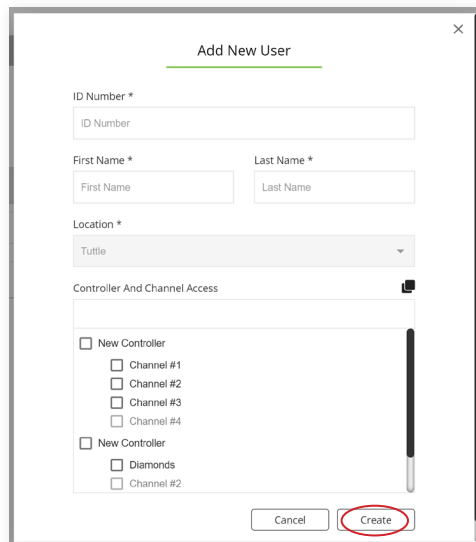 Add New User
ID Number *
ID Number
First Name * Last Name *
First Name Last Name
Location *
Tuttle
Controller And Channel Access
New Controller
Channel #1
Channel #2
Channel #3
Channel #4
New Controller
Diamonds
Channel #2
Cancel Create